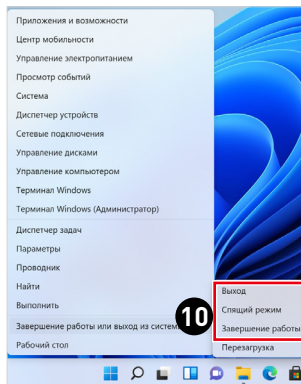 Приложения и возможности
Центр мобильности
Управление электропитанием
Просмотр событий
Система
Диспетчер устройств
Сетевые подключения
Управление дисками
Управление компьютером
Терминал Windows
Терминал Windows (Администратор)
Диспетчер задач
Параметры
Проводник
Найти
Выполнить
Завершение работы или выход из систем
Рабочий стол
10
Выход
Спящий режим
Завершение работы
Перезагрузка